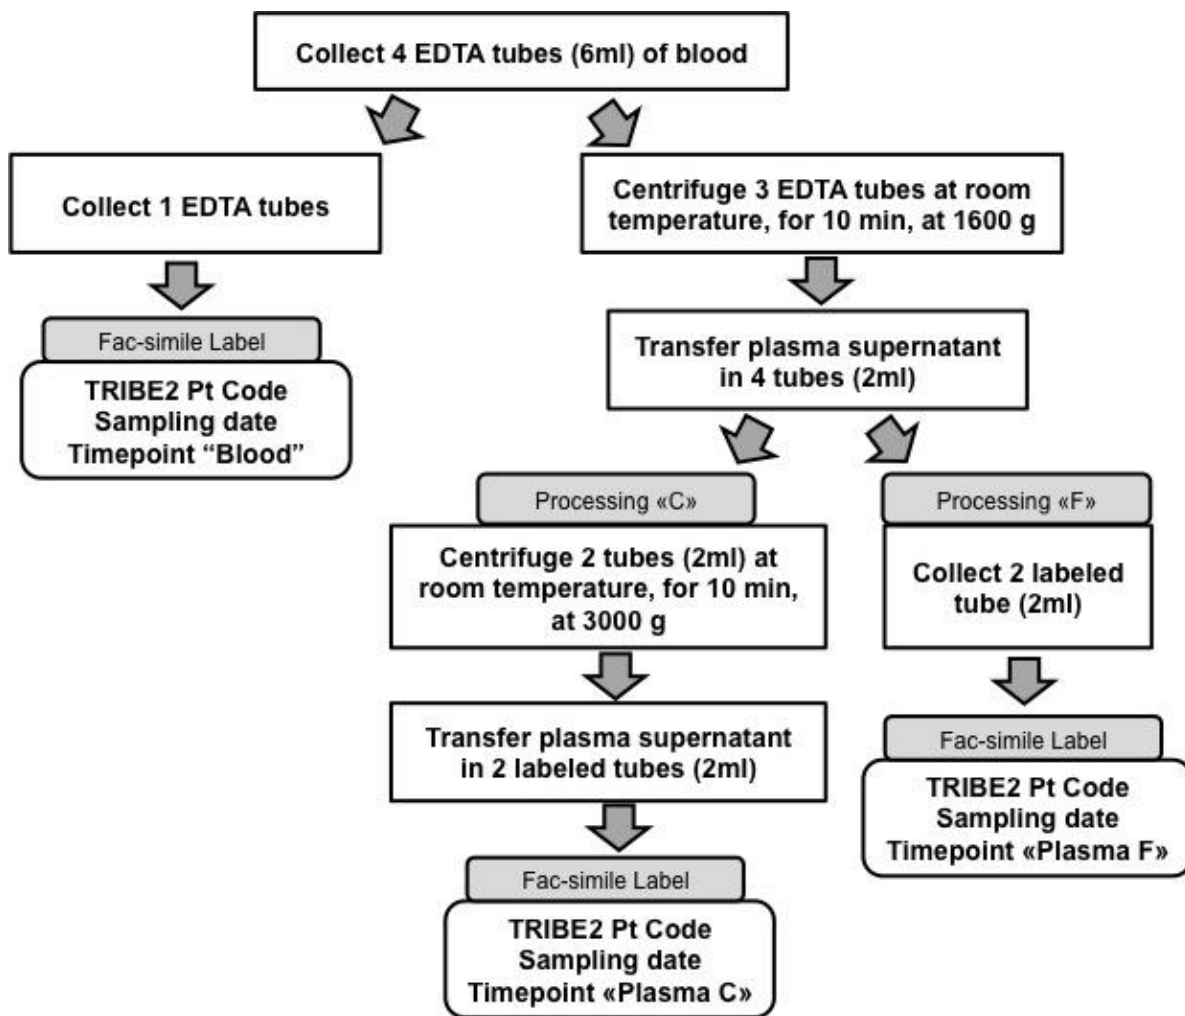 Collect 4 EDTA tubes (6ml) of blood
Collect 1 EDTA tubes
Fac-simile Label
TRIBE2 Pt Code
Sampling date
Timepoint “Blood”
Centrifuge 3 EDTA tubes at room
temperature, for 10 min, at 1600 g
Transfer plasma supernatant
in 4 tubes (2ml)
Processing «C»
Centrifuge 2 tubes (2ml) at
room temperature, for 10 min,
at 3000 g
Transfer plasma supernatant
in 2 labeled tubes (2ml)
Fac-simile Label
TRIBE2 Pt Code
Sampling date
Timepoint «Plasma C»
Processing «F»
Collect 2 labeled
tube (2ml)
Fac-simile Label
TRIBE2 Pt Code
Sampling date
Timepoint «Plasma F»